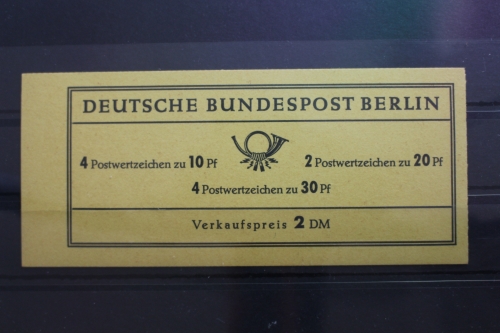 DEUTSCHE BUNDESPOST BERLIN
4 Postwertzeichen zu 10 Pf 2 Postwertzeichen zu 20 Pf
4 Postwertzeichen zu 30 Pf
Verkaufspreis 2 DM